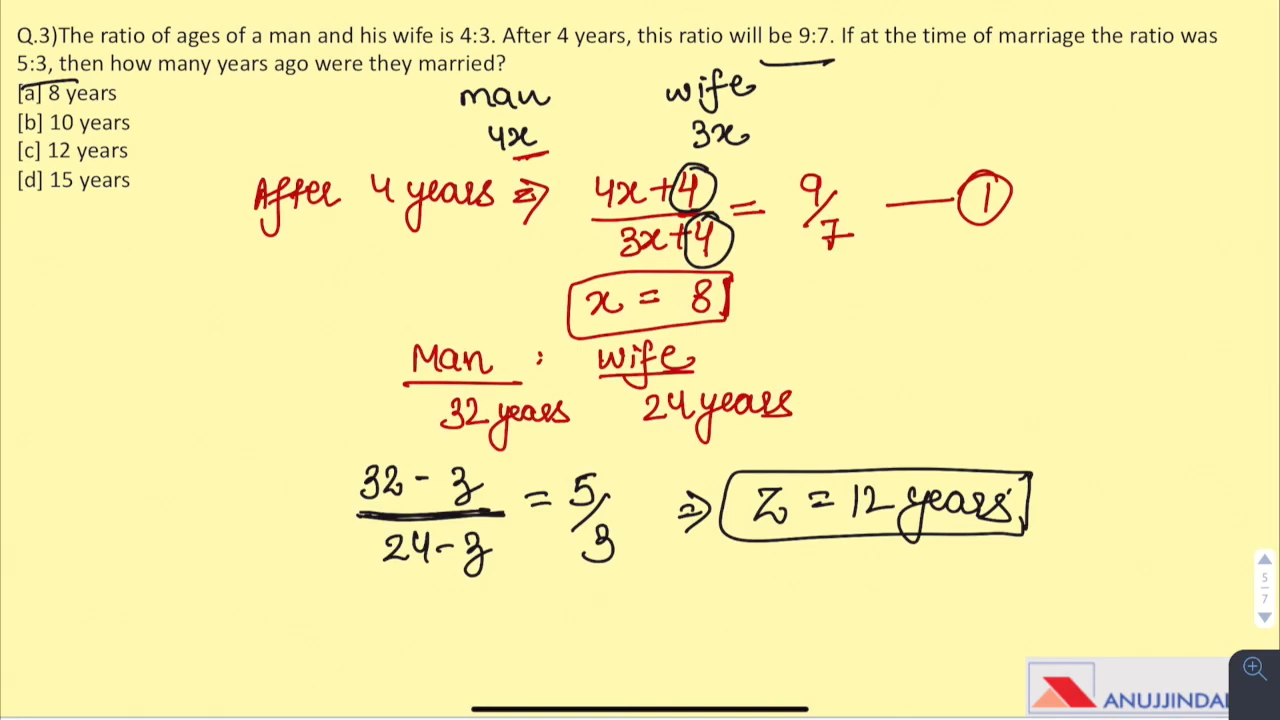 Q.3)The ratio of ages of a man and his wife is 4:3. After 4 years, this ratio will be 9:7. If at the time of marriage the ratio was
5:3, then how many years ago were they married?
[a] 8 years
[b] 10 years
[c] 12 years
[d] 15 years
man wife
4x 3x
After 4 years ⇒ 4x+4 / 3x+4 = 9/7 — 1
x = 8
Man : wife
32 years 24 years
32 - z / 24 - z = 5/3 ⇒ z = 12 years
5
7
ANUJJINDAL